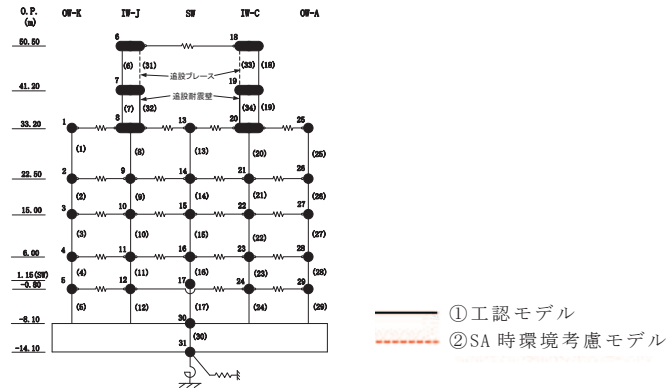 O.P.
(m)
OW-K IW-J SW IW-C OW-A
50.50 6 18
(6) (31) (33) (18)
追設ブレース
41.20 7 19
(7) (32) 追設耐震壁 (34) (19)
33.20 1 8 13 20 25
(1) (8) (13) (20) (25)
22.50 2 9 14 21 26
(2) (9) (14) (21) (26)
15.00 3 10 15 22 27
(3) (10) (15) (22) (27)
6.00 4 11 16 23 28
(4) (11) (16) (23) (28)
1.15(SW) 17
-0.80 5 12 24 29
(5) (12) (17) (24) (29)
-8.10 30
(30)
-14.10 31
①工認モデル
②SA時環境考慮モデル